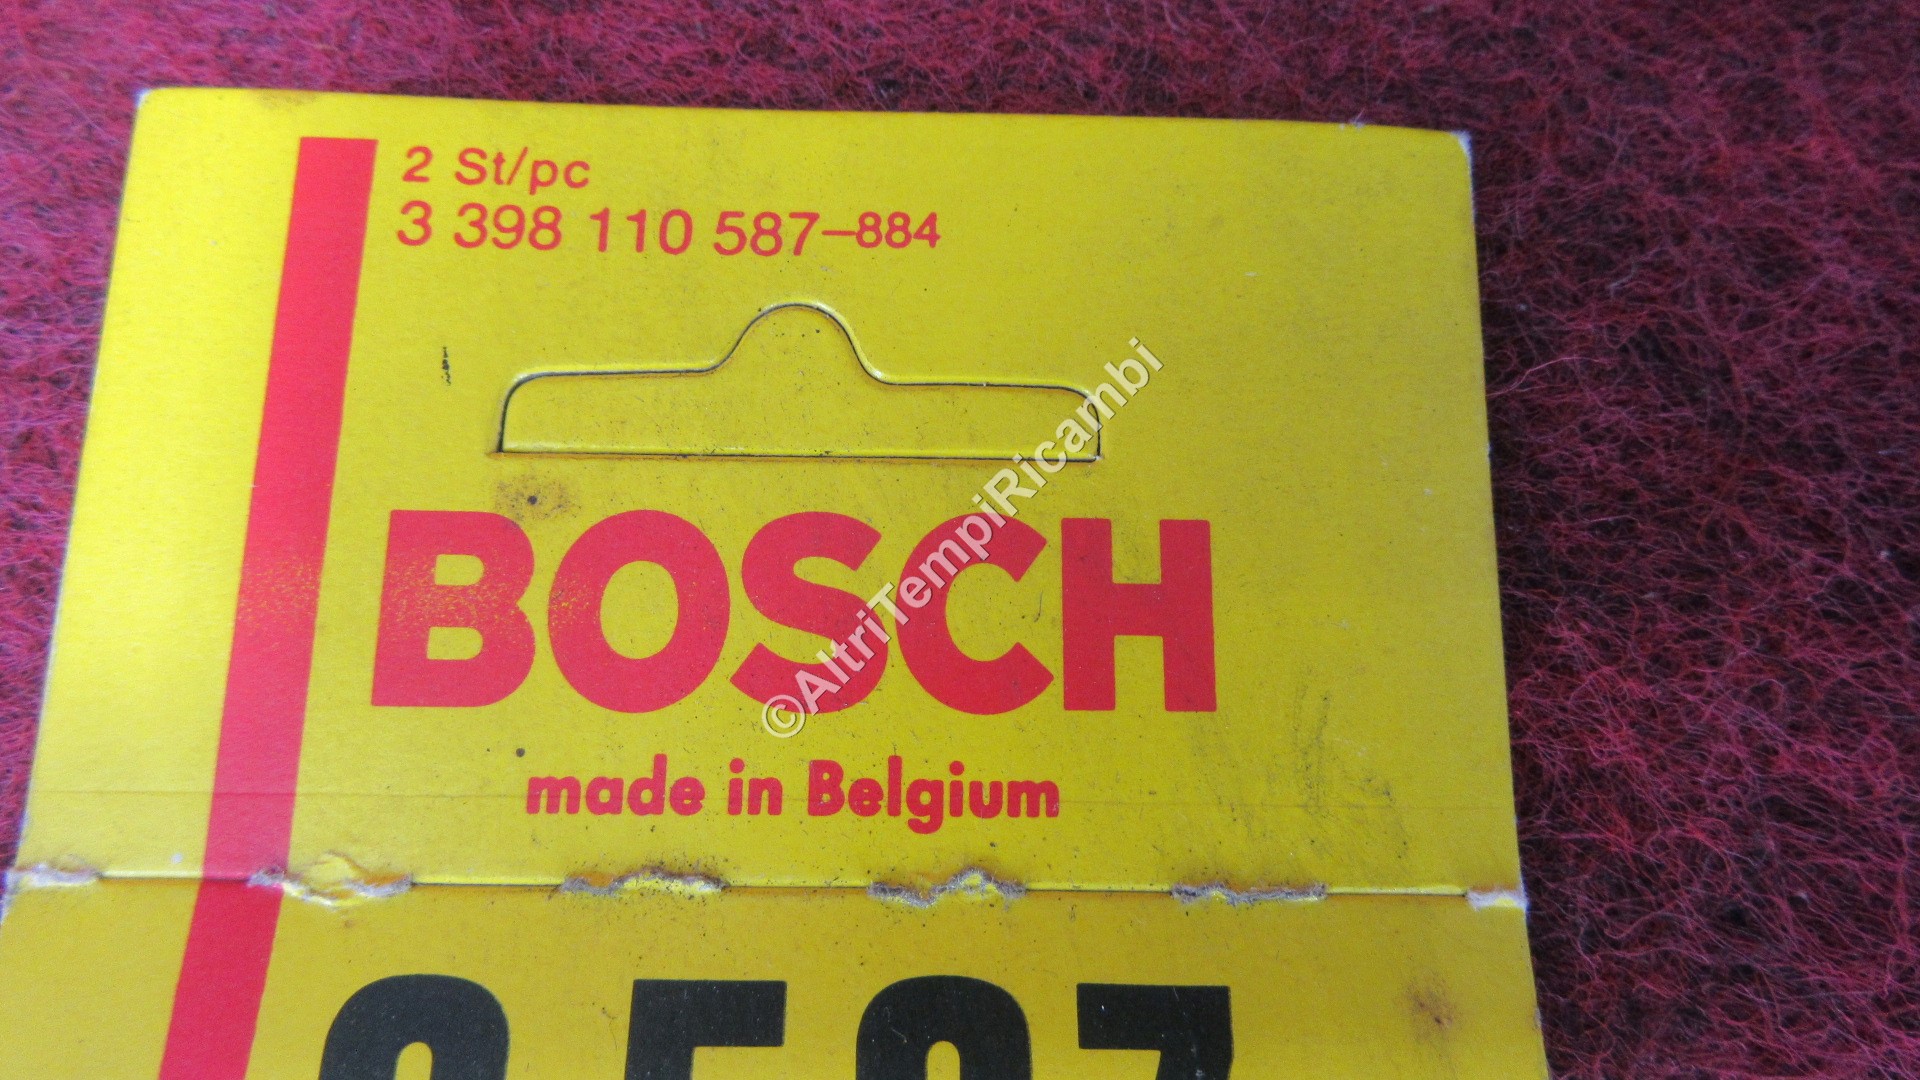 2 St/pc
3 398 110 587-884
BOSCH
©AltriTempiRicambi
made in Belgium